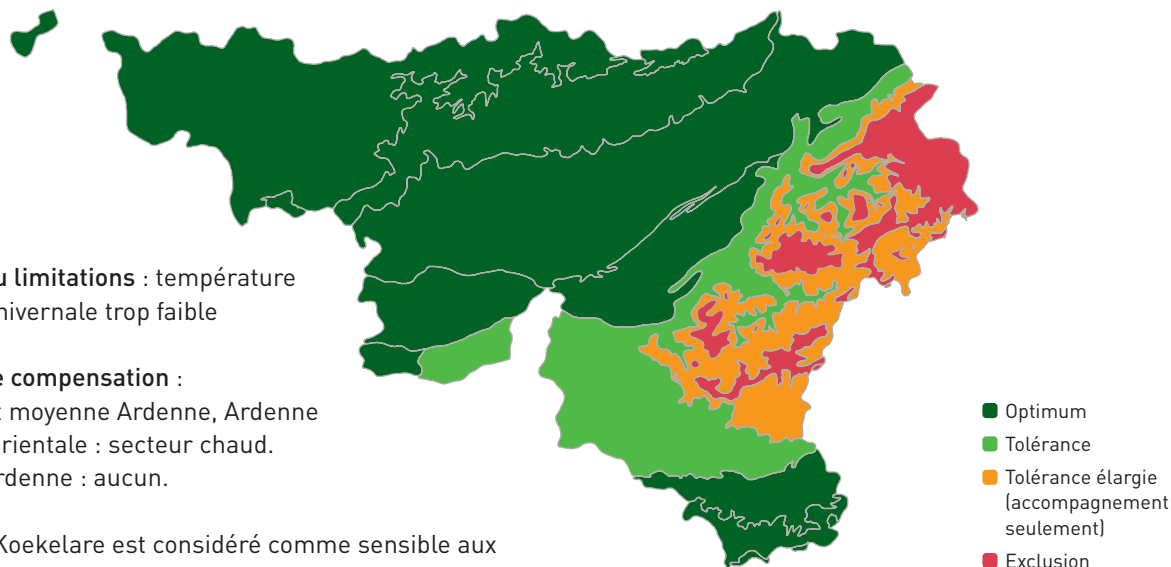 u limitations : température
hivernale trop faible
e compensation :
t moyenne Ardenne, Ardenne
rientale : secteur chaud.
rdenne : aucun.
Koekelare est considéré comme sensible aux
Optimum
Tolérance
Tolérance élargie
(accompagnement
seulement)
Exclusion